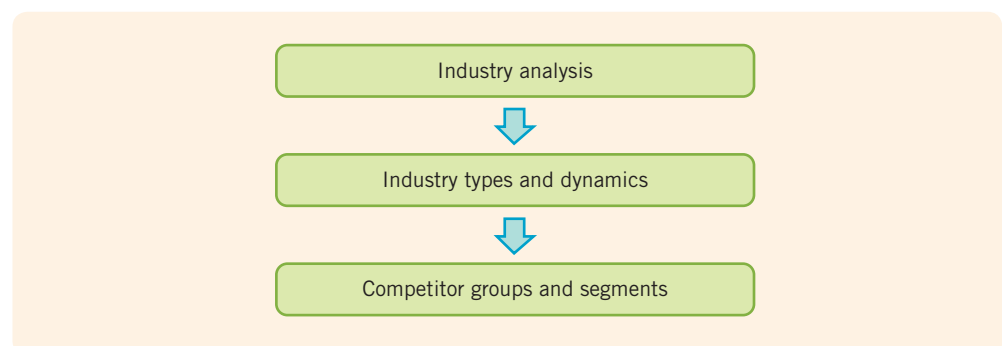 Industry analysis
Industry types and dynamics
Competitor groups and segments